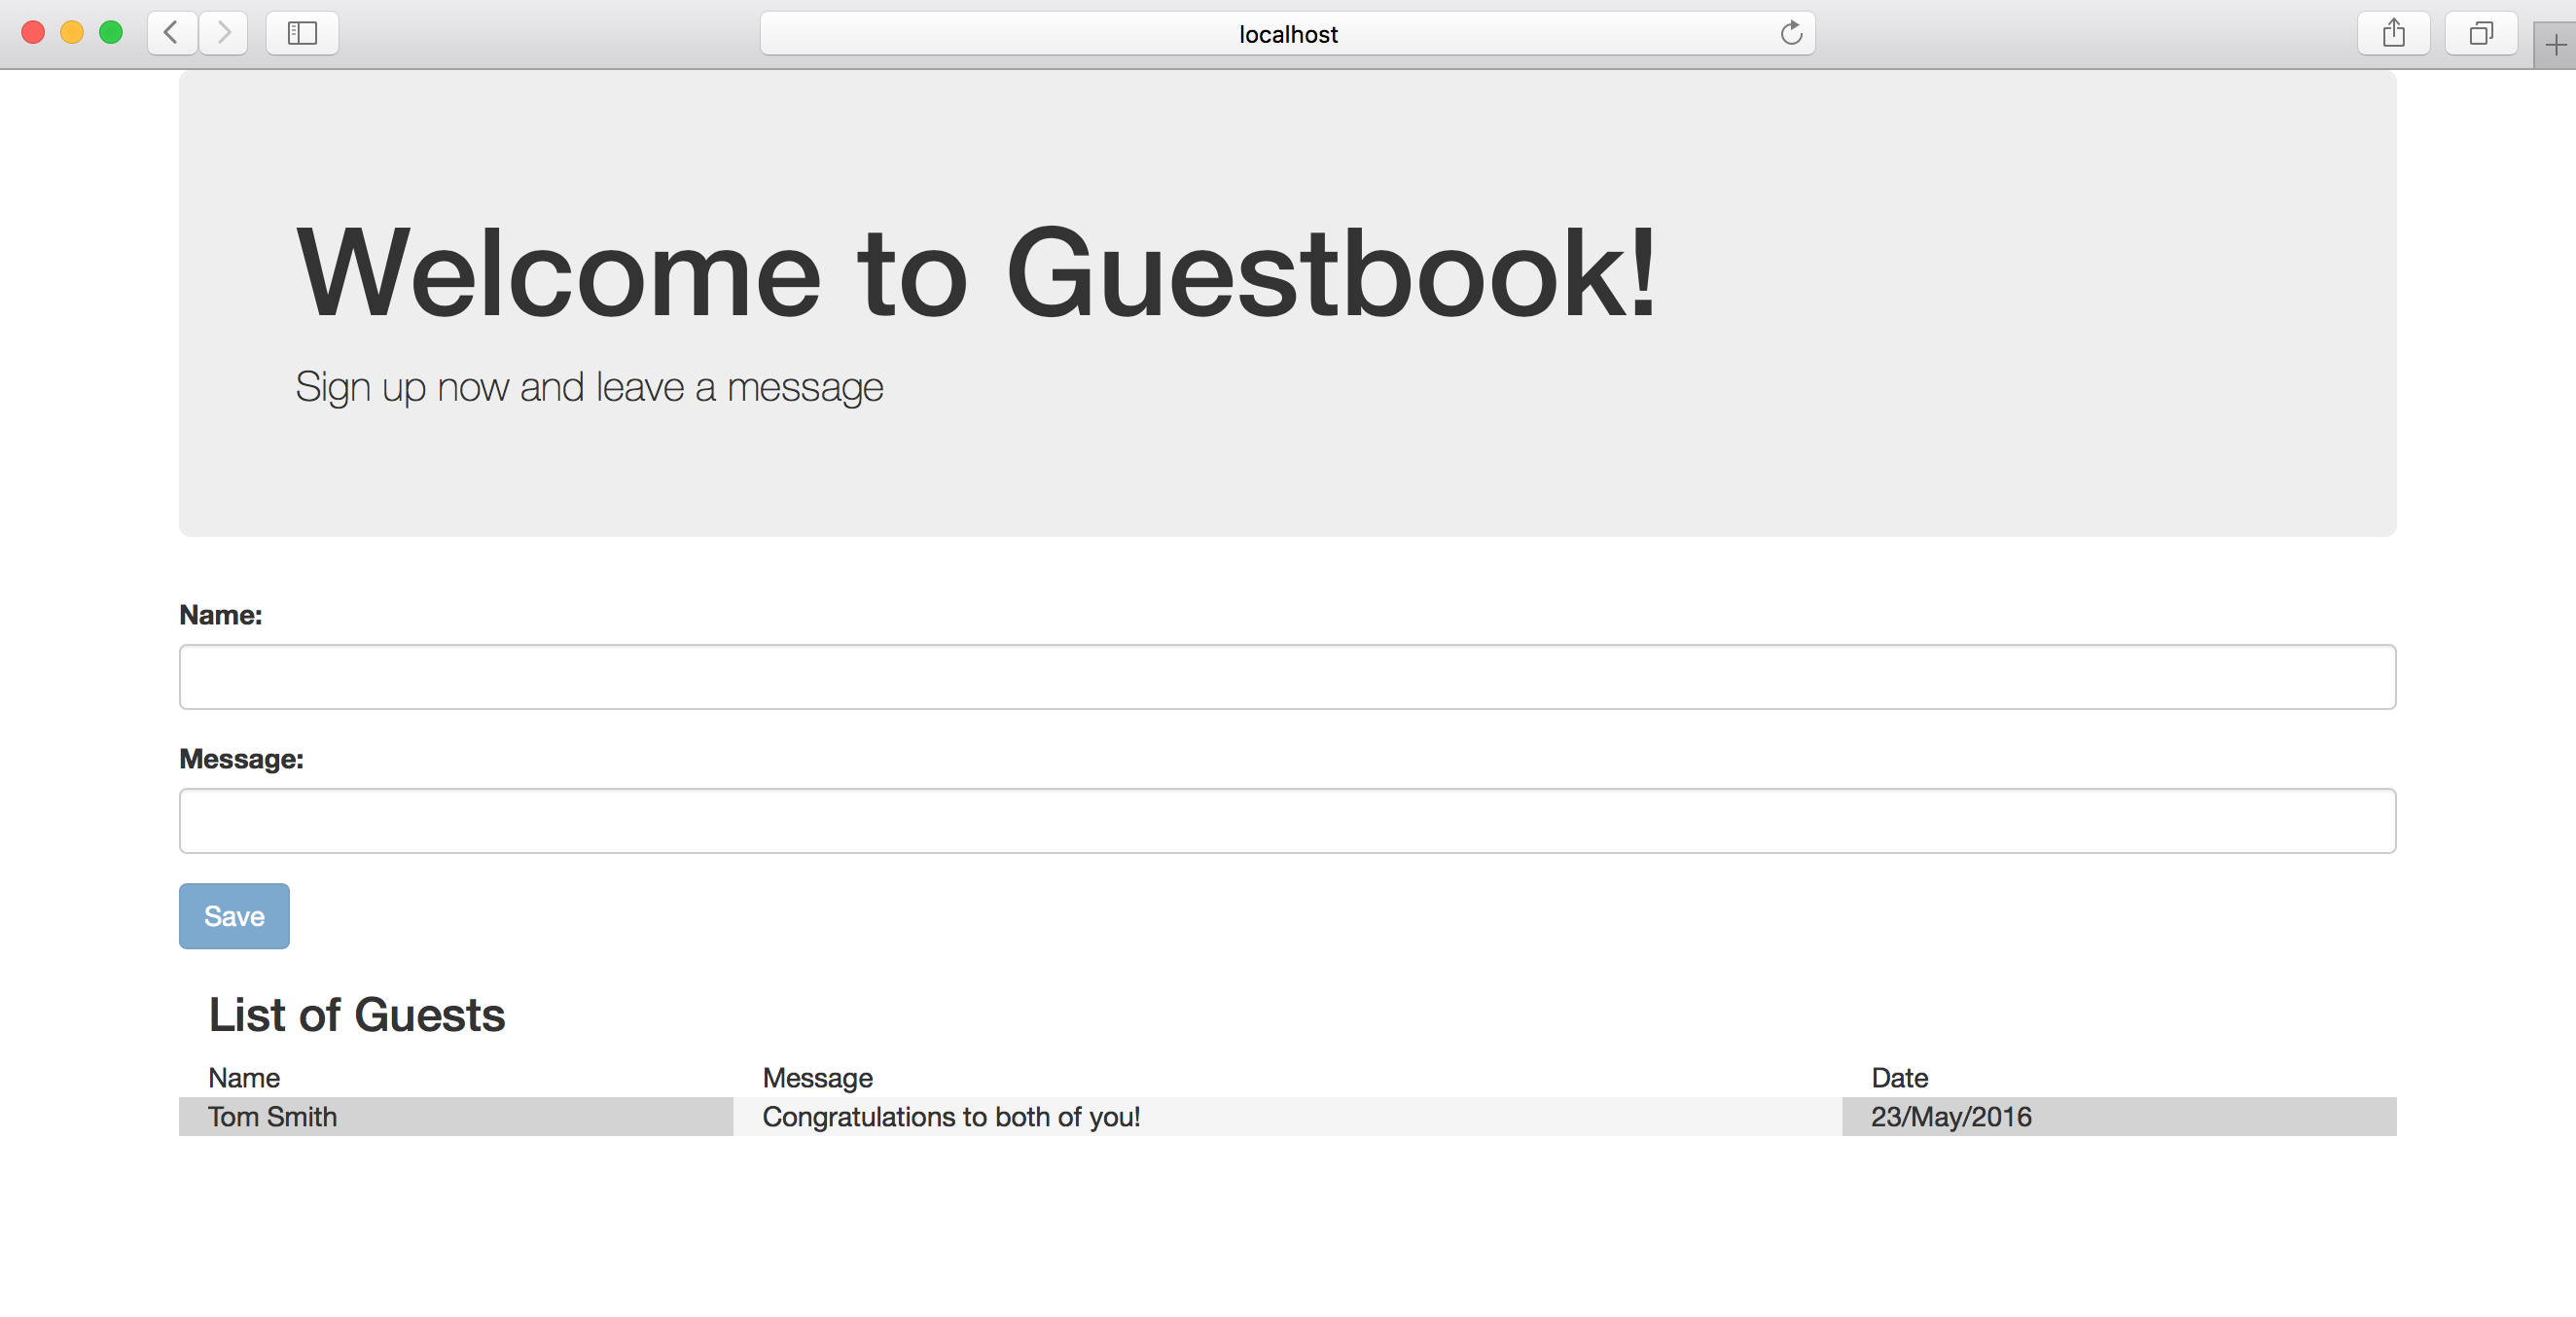 localhost
Welcome to Guestbook!
Sign up now and leave a message
Name:
Message:
Save
List of Guests
Name Message Date
Tom Smith Congratulations to both of you! 23/May/2016